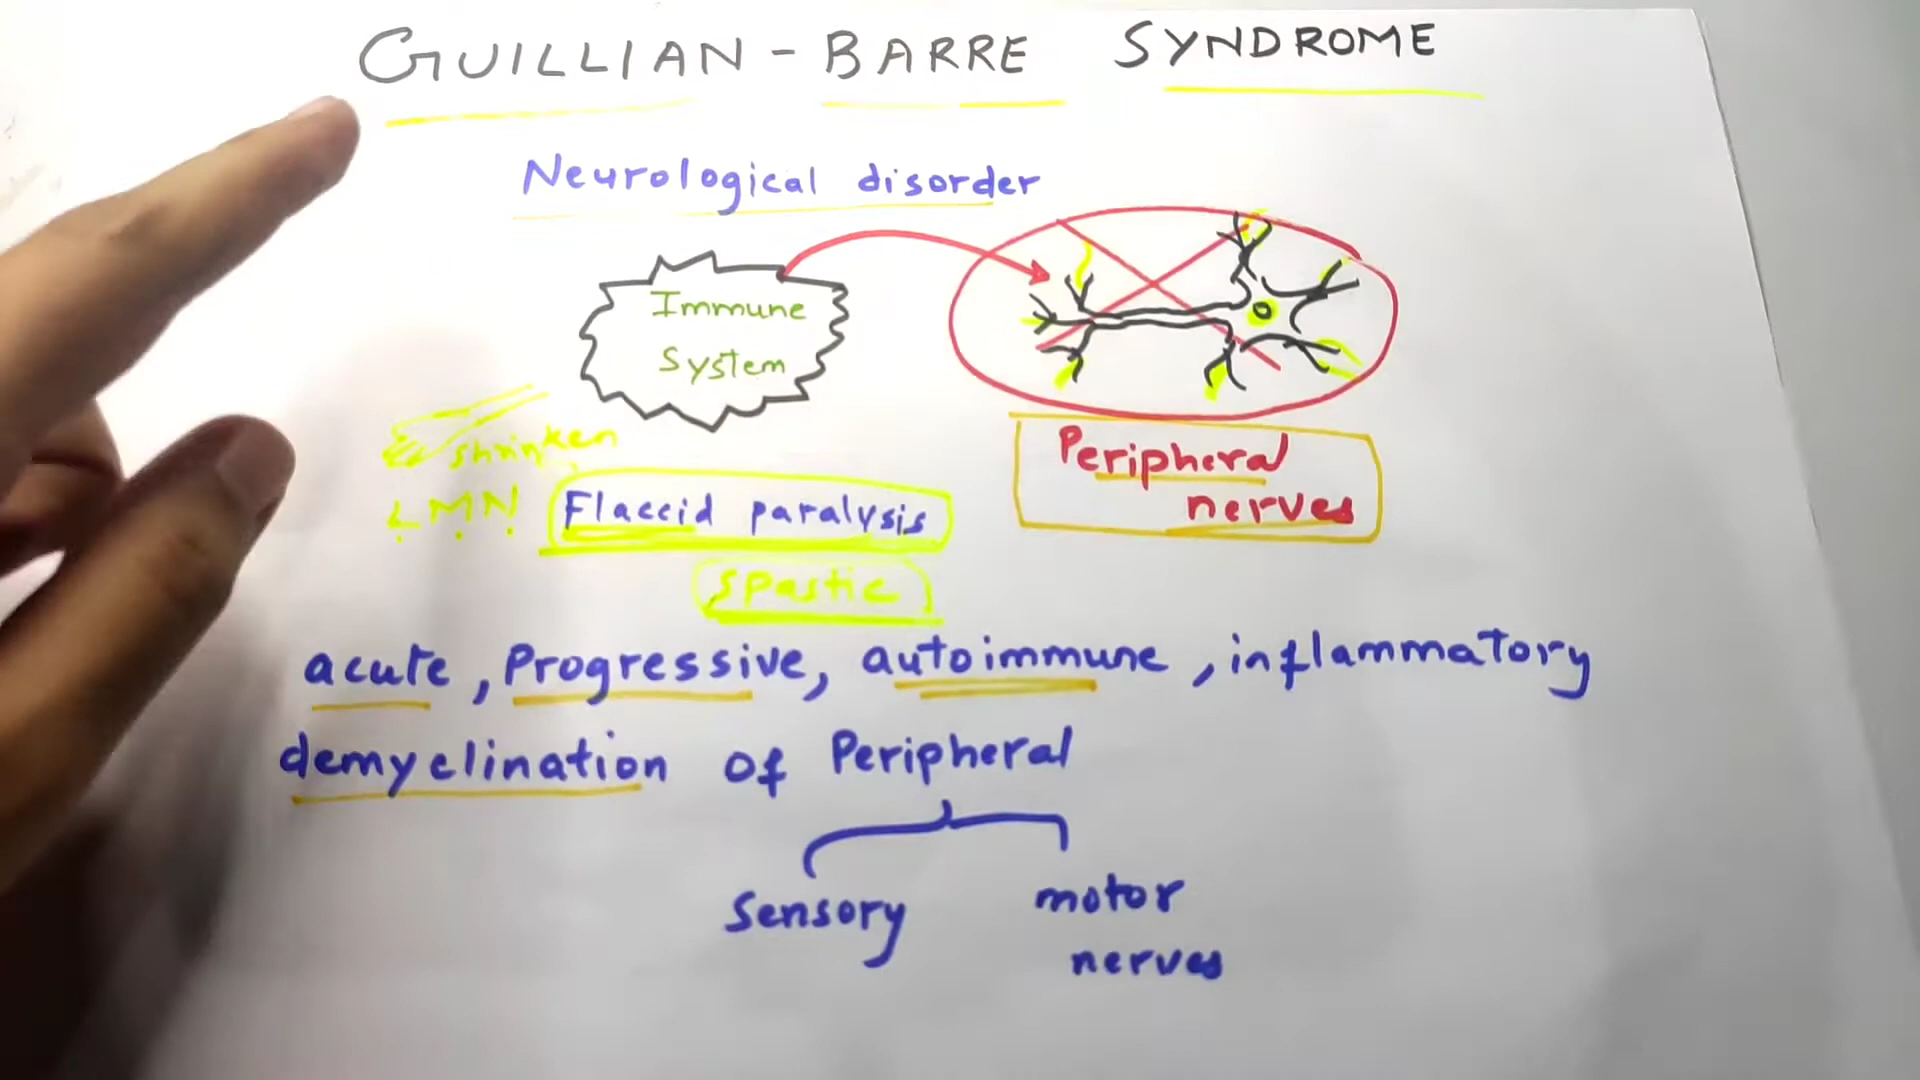 GUILLIAN - BARRE SYNDROME
Neurological disorder
Immune
System
Peripheral
nerves
shrinken
LMN
Flaccid paralysis
spastic
acute, Progressive, autoimmune, inflammatory
demyelination of Peripheral
Sensory
motor
nerves